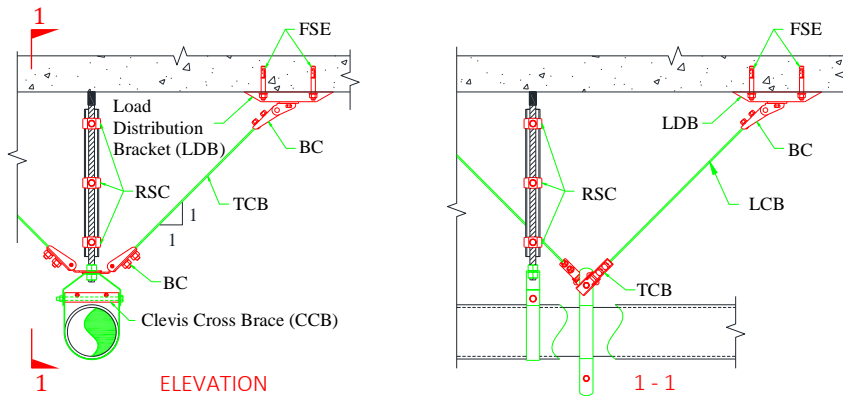 1
FSE
Load
Distribution
Bracket (LDB)
BC
RSC
TCB
1
1
BC
Clevis Cross Brace (CCB)
1
ELEVATION
FSE
LDB
BC
RSC
LCB
TCB
1 - 1